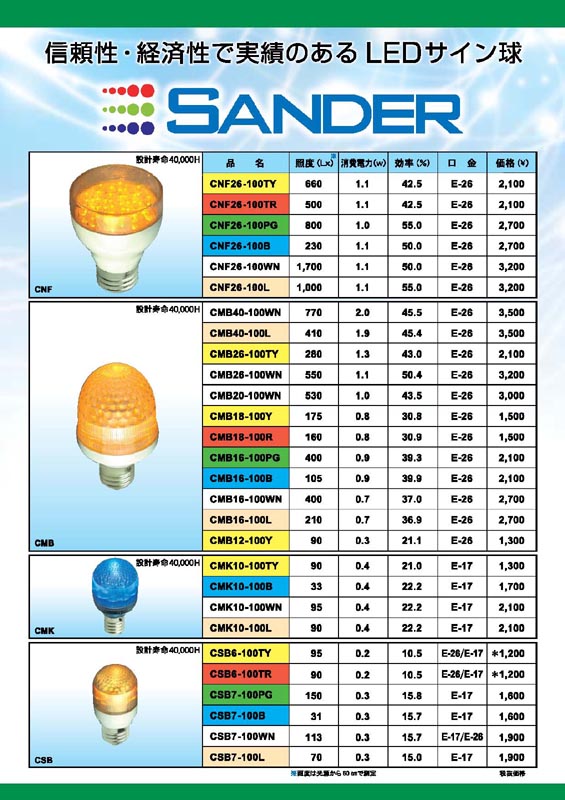 信頼性・経済性で実績のある LEDサイン球
SANDER
設計寿命40,000H
CNF
品 名 照度(Lx)※ 消費電力(w) 効率(%) 口 金 価格(¥)
CNF26-100TY 660 1.1 42.5 E-26 2,100
CNF26-100TR 500 1.1 42.5 E-26 2,100
CNF26-100PG 800 1.0 55.0 E-26 2,700
CNF26-100B 230 1.1 50.0 E-26 2,700
CNF26-100WN 1,700 1.1 50.0 E-26 3,200
CNF26-100L 1,000 1.1 55.0 E-26 3,200
設計寿命40,000H
CMB
CMB40-100WN 770 2.0 45.5 E-26 3,500
CMB40-100L 410 1.9 45.4 E-26 3,500
CMB26-100TY 260 1.3 43.0 E-26 2,100
CMB26-100WN 550 1.1 50.4 E-26 3,200
CMB20-100WN 530 1.0 43.5 E-26 3,000
CMB18-100Y 175 0.8 30.8 E-26 1,500
CMB18-100R 160 0.8 30.9 E-26 1,500
CMB16-100PG 400 0.9 39.3 E-26 2,100
CMB16-100B 105 0.9 39.9 E-26 2,100
CMB16-100WN 400 0.7 37.0 E-26 2,700
CMB16-100L 210 0.7 36.9 E-26 2,700
CMB12-100Y 90 0.3 21.1 E-26 1,300
設計寿命40,000H
CMK
CMK10-100TY 90 0.4 21.0 E-17 1,300
CMK10-100B 33 0.4 22.2 E-17 1,700
CMK10-100WN 95 0.4 22.2 E-17 2,100
CMK10-100L 90 0.4 22.2 E-17 2,100
設計寿命40,000H
CSB
CSB6-100TY 95 0.2 10.5 E-26/E-17 *1,200
CSB6-100TR 90 0.2 10.5 E-26/E-17 *1,200
CSB7-100PG 150 0.3 15.8 E-17 1,600
CSB7-100B 31 0.3 15.7 E-17 1,600
CSB7-100WN 113 0.3 15.7 E-17/E-26 1,900
CSB7-100L 70 0.3 15.0 E-17 1,900
※照度は光源から50㎝で測定
税抜価格